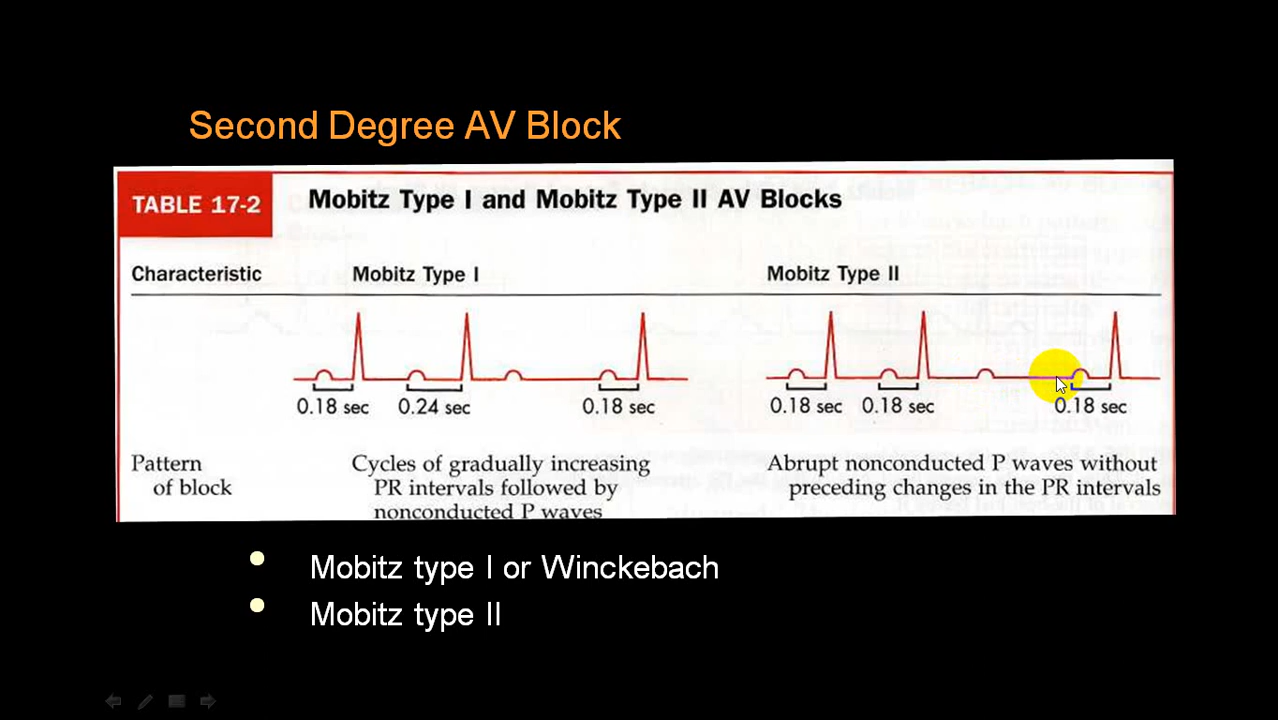 Second Degree AV Block
TABLE 17-2
Mobitz Type I and Mobitz Type II AV Blocks
Characteristic Mobitz Type I Mobitz Type II
0.18 sec 0.24 sec 0.18 sec 0.18 sec 0.18 sec 0.18 sec
Pattern of block
Cycles of gradually increasing
PR intervals followed by
nonconducted P waves
Abrupt nonconducted P waves without
preceding changes in the PR intervals
• Mobitz type I or Winckebach
• Mobitz type II